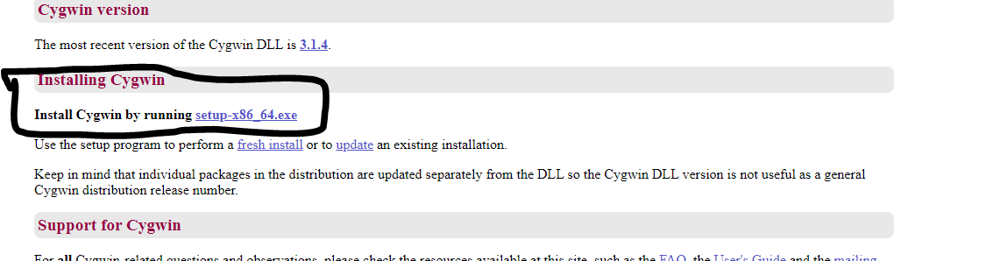 Cygwin version
The most recent version of the Cygwin DLL is 3.1.4.
Installing Cygwin
Install Cygwin by running setup-x86_64.exe
Use the setup program to perform a fresh install or to update an existing installation.
Keep in mind that individual packages in the distribution are updated separately from the DLL so the Cygwin DLL version is not useful as a general
Cygwin distribution release number.
Support for Cygwin
For all Cygwin-related questions and observations, please check the resources available at this site, such as the FAQ, the User's Guide and the mailing